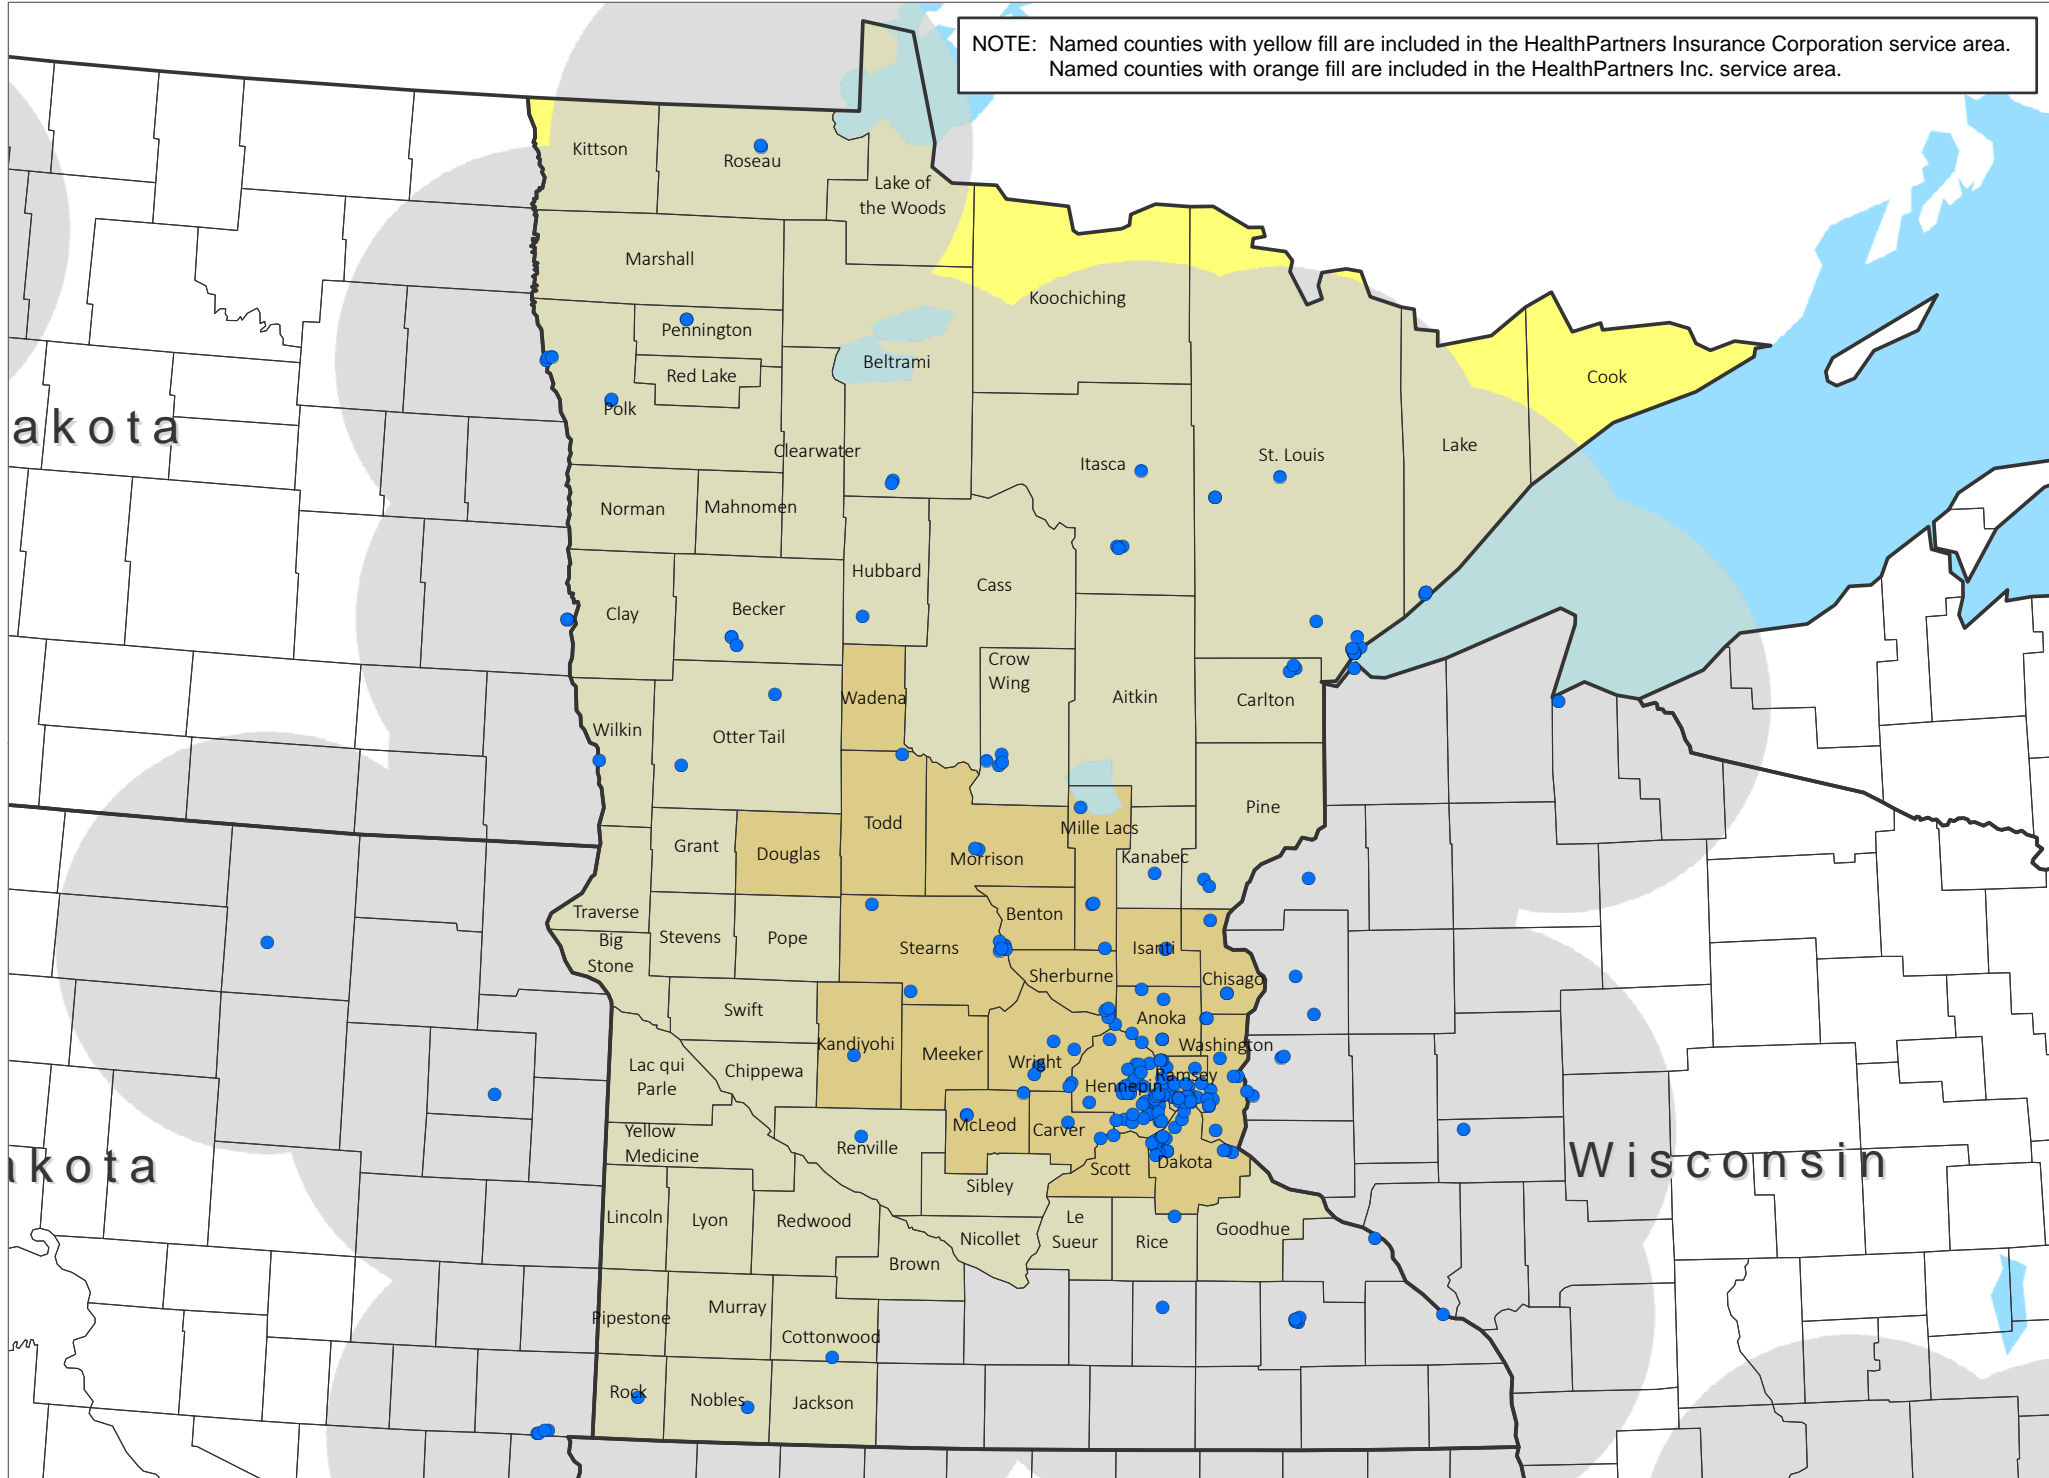 NOTE: Named counties with yellow fill are included in the HealthPartners Insurance Corporation service area.
Named counties with orange fill are included in the HealthPartners Inc. service area.
Kittson
Roseau
Lake of
the Woods
Marshall
Koochiching
Pennington
Beltrami
Red Lake
Cook
Polk
akota
Clearwater
Itasca
St. Louis
Lake
Norman
Mahnomen
Hubbard
Cass
Clay
Becker
Crow
Wing
Wadena
Aitkin
Carlton
Wilkin
Otter Tail
Pine
Todd
Mille Lacs
Grant
Douglas
Morrison
Kanabec
Traverse
Benton
Big
Stone
Stevens
Pope
Stearns
Isanti
Sherburne
Chisago
Swift
Anoka
Kandiyohi
Meeker
Washington
Wright
Lac qui
Parle
Chippewa
Hennepin
Ramsey
McLeod
Carver
Yellow
Medicine
Renville
Scott
Dakota
akota
Wisconsin
Sibley
Lincoln
Lyon
Redwood
Le
Sueur
Nicollet
Rice
Goodhue
Brown
Pipestone
Murray
Cottonwood
Rock
Nobles
Jackson